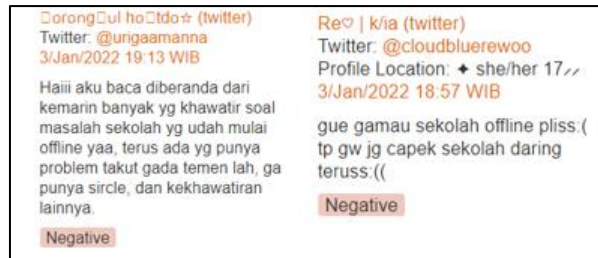 ▯orong▯ul ho▯tdo☆ (twitter)
Twitter: @urigaamanna
3/Jan/2022 19:13 WIB
Haiii aku baca diberanda dari
kemarin banyak yg khawatir soal
masalah sekolah yg udah mulai
offline yaa, terus ada yg punya
problem takut gada temen lah, ga
punya sircle, dan kekhawatiran
lainnya.
Negative
Re♡ | k/ia (twitter)
Twitter: @cloudbluerewoo
Profile Location: ✦ she/her 17⸝⸝
3/Jan/2022 18:57 WIB
gue gamau sekolah offline pliss:(
tp gw jg capek sekolah daring
teruss:((
Negative